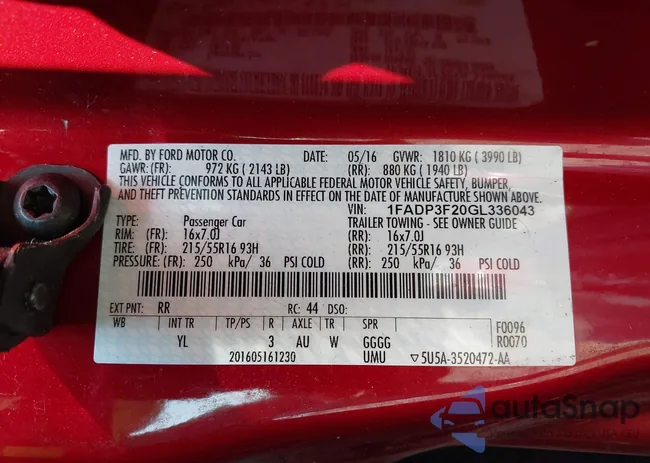 MFD. BY FORD MOTOR CO. DATE: 05/16 GVWR: 1810 KG ( 3990 LB)
GAWR: (FR): 972 KG ( 2143 LB) (RR): 880 KG ( 1940 LB)
THIS VEHICLE CONFORMS TO ALL APPLICABLE FEDERAL MOTOR VEHICLE SAFETY, BUMPER,
AND THEFT PREVENTION STANDARDS IN EFFECT ON THE DATE OF MANUFACTURE SHOWN ABOVE.
VIN: 1FADP3F20GL336043
TYPE: Passenger Car TRAILER TOWING - SEE OWNER GUIDE
RIM: (FR): 16x7.0J (RR): 16x7.0J
TIRE: (FR): 215/55R16 93H (RR): 215/55R16 93H
PRESSURE: (FR): 250 kPa/ 36 PSI COLD (RR): 250 kPa/ 36 PSI COLD
EXT PNT: RR RC: 44 DSO:
WB INT TR TP/PS R AXLE TR SPR F0096
YL 3 AU W GGGG R0070
201605161230 UMU ▽5U5A-3520472-AA
autoSnap